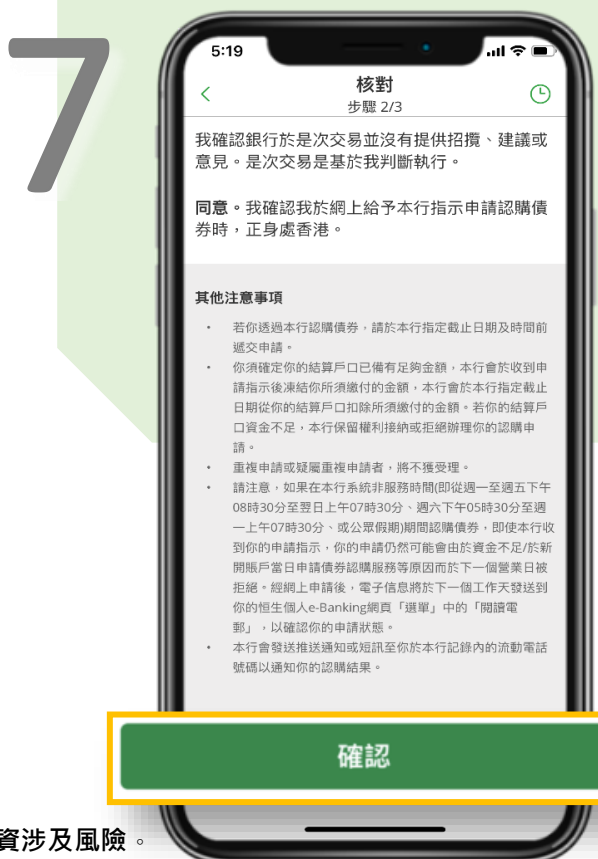 7
5:19
核對
步驟 2/3
我確認銀行於是次交易並沒有提供招攬、建議或
意見。是次交易是基於我判斷執行。
同意。我確認我於網上給予本行指示申請認購債
券時，正身處香港。
其他注意事項
• 若你透過本行認購債券，請於本行指定截止日期及時間前
遞交申請。
• 你須確定你的結算戶口已備有足夠金額，本行會於收到申
請指示後凍結你所須繳付的金額，本行會於本行指定截止
日期從你的結算戶口扣除所須繳付的金額。若你的結算戶
口資金不足，本行保留權利接納或拒絕辦理你的認購申
請。
• 重複申請或疑屬重複申請者，將不獲受理。
• 請注意，如果在本行系統非服務時間(即從週一至週五下午
08時30分至翌日上午07時30分、週六下午05時30分至週
一上午07時30分、或公眾假期)期間認購債券，即使本行收
到你的申請指示，你的申請仍然可能會由於資金不足/於新
開賬戶當日申請債券認購服務等原因而於下一個營業日被
拒絕。經網上申請後，電子信息將於下一個工作天發送到
你的恒生個人e-Banking網頁「選單」中的「閱讀電
郵」，以確認你的申請狀態。
• 本行會發送推送通知或短訊至你於本行記錄內的流動電話
號碼以通知你的認購結果。
確認
資涉及風險。